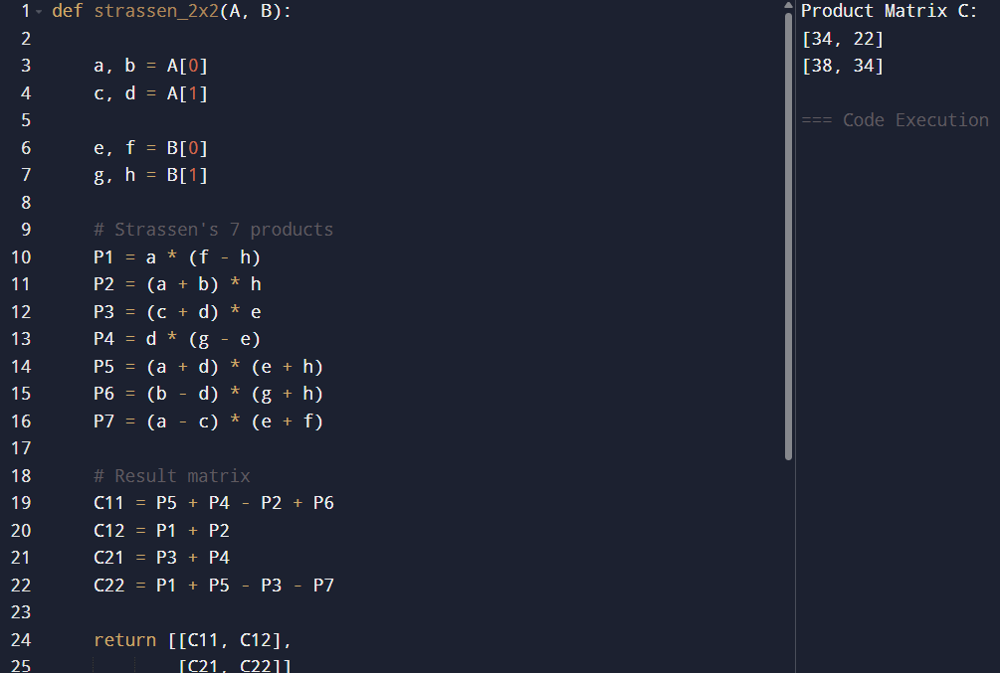 1 def strassen_2x2(A, B):
2
3     a, b = A[0]
4     c, d = A[1]
5
6     e, f = B[0]
7     g, h = B[1]
8
9     # Strassen's 7 products
10     P1 = a * (f - h)
11     P2 = (a + b) * h
12     P3 = (c + d) * e
13     P4 = d * (g - e)
14     P5 = (a + d) * (e + h)
15     P6 = (b - d) * (g + h)
16     P7 = (a - c) * (e + f)
17
18     # Result matrix
19     C11 = P5 + P4 - P2 + P6
20     C12 = P1 + P2
21     C21 = P3 + P4
22     C22 = P1 + P5 - P3 - P7
23
24     return [[C11, C12],
25             [C21, C22]]
Product Matrix C:
[34, 22]
[38, 34]
=== Code Execution